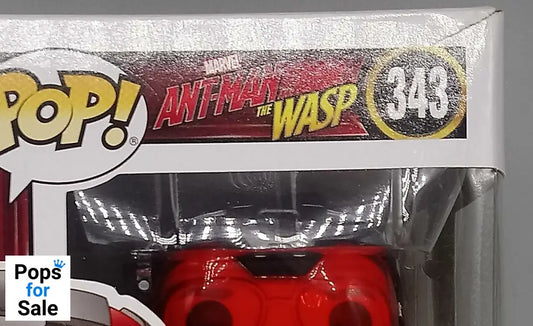 POP!
®
MARVEL
ANT-MAN
THE WASP
343
Pops
for
Sale